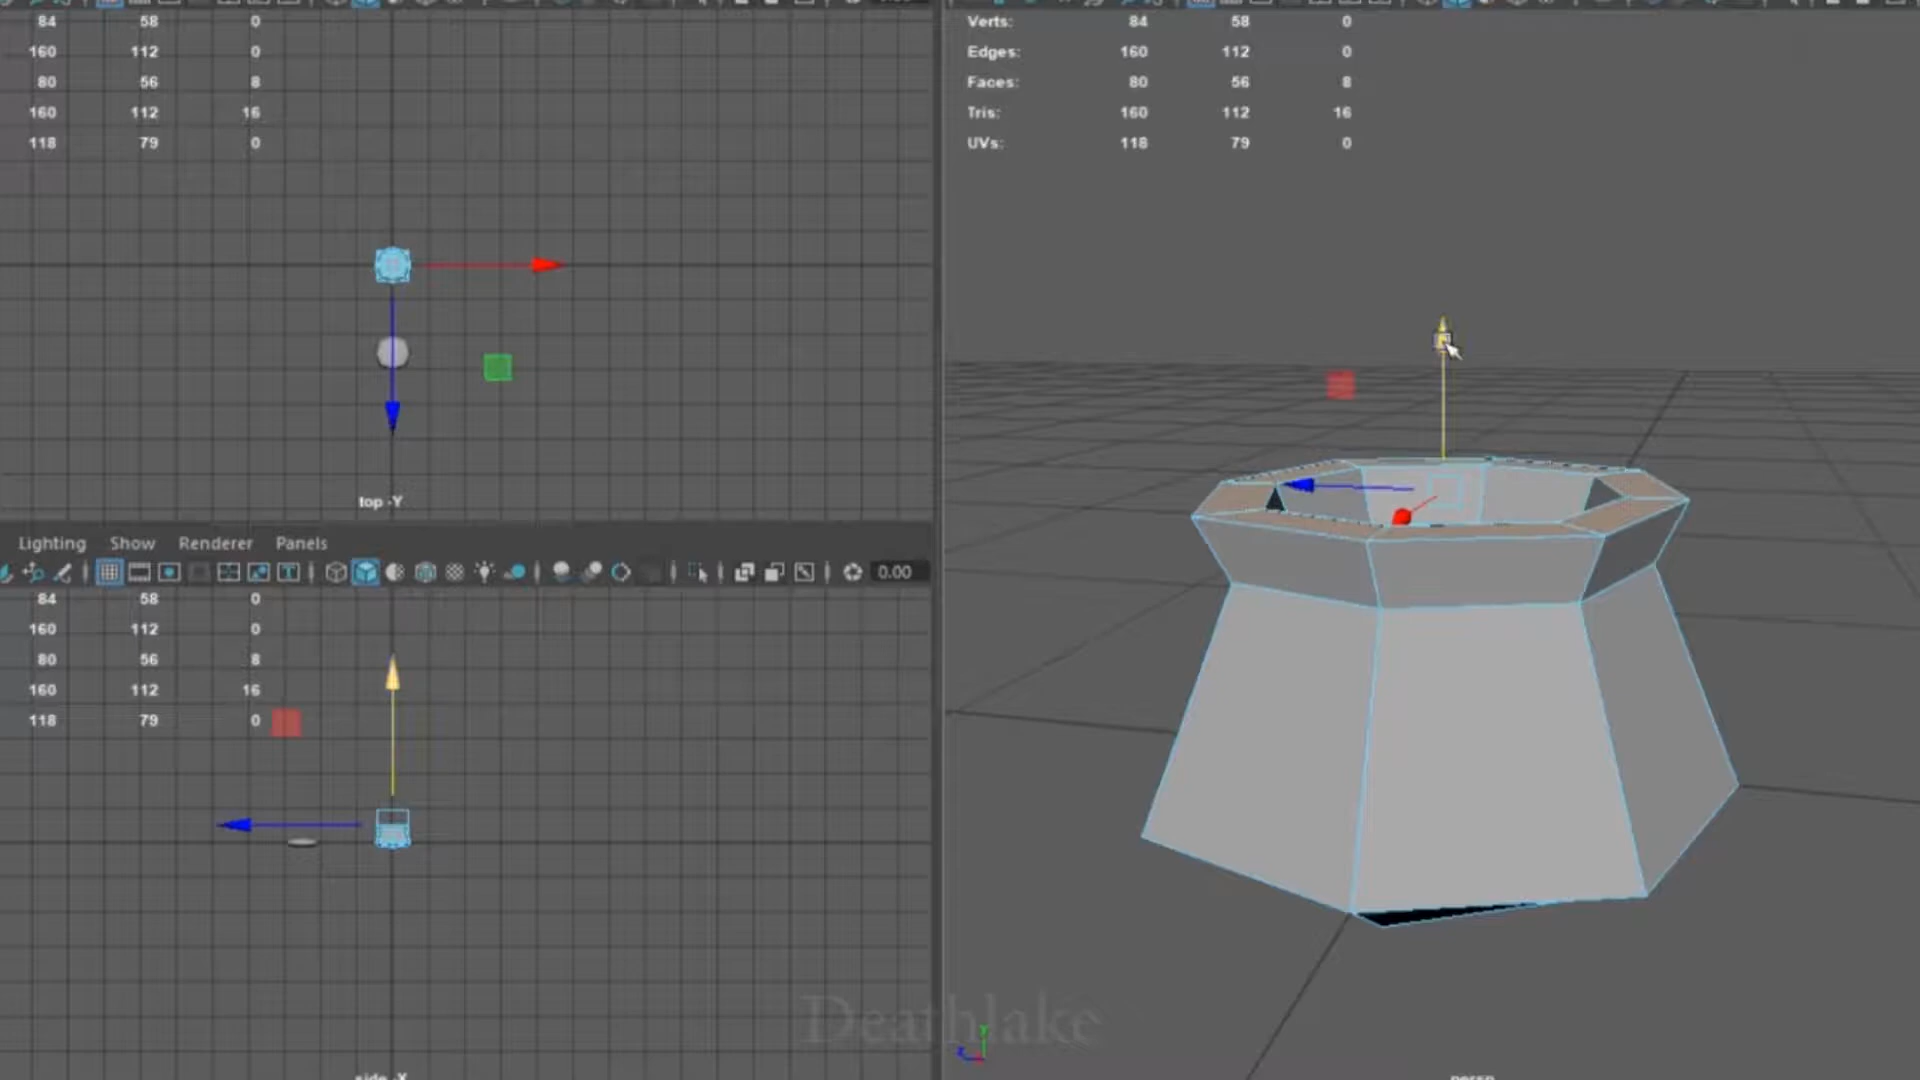 84 58 0
160 112 0
80 56 8
160 112 16
118 79 0
top -Y
Lighting Show Renderer Panels
0.00
84 58 0
160 112 0
80 56 8
160 112 16
118 79 0
side -X
Verts: 84 58 0
Edges: 160 112 0
Faces: 80 56 8
Tris: 160 112 16
UVs: 118 79 0
persp
Deathlake
Y
Z